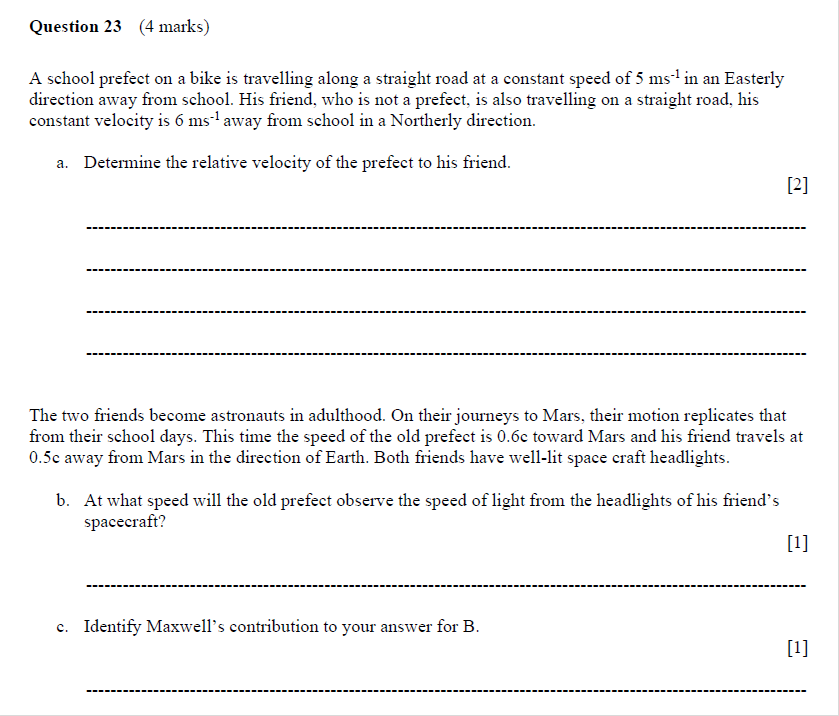 Question 23 (4 marks)
A school prefect on a bike is travelling along a straight road at a constant speed of 5 ms⁻¹ in an Easterly
direction away from school. His friend, who is not a prefect, is also travelling on a straight road, his
constant velocity is 6 ms⁻¹ away from school in a Northerly direction.
a. Determine the relative velocity of the prefect to his friend.
[2]
The two friends become astronauts in adulthood. On their journeys to Mars, their motion replicates that
from their school days. This time the speed of the old prefect is 0.6c toward Mars and his friend travels at
0.5c away from Mars in the direction of Earth. Both friends have well-lit space craft headlights.
b. At what speed will the old prefect observe the speed of light from the headlights of his friend's
spacecraft?
[1]
c. Identify Maxwell's contribution to your answer for B.
[1]